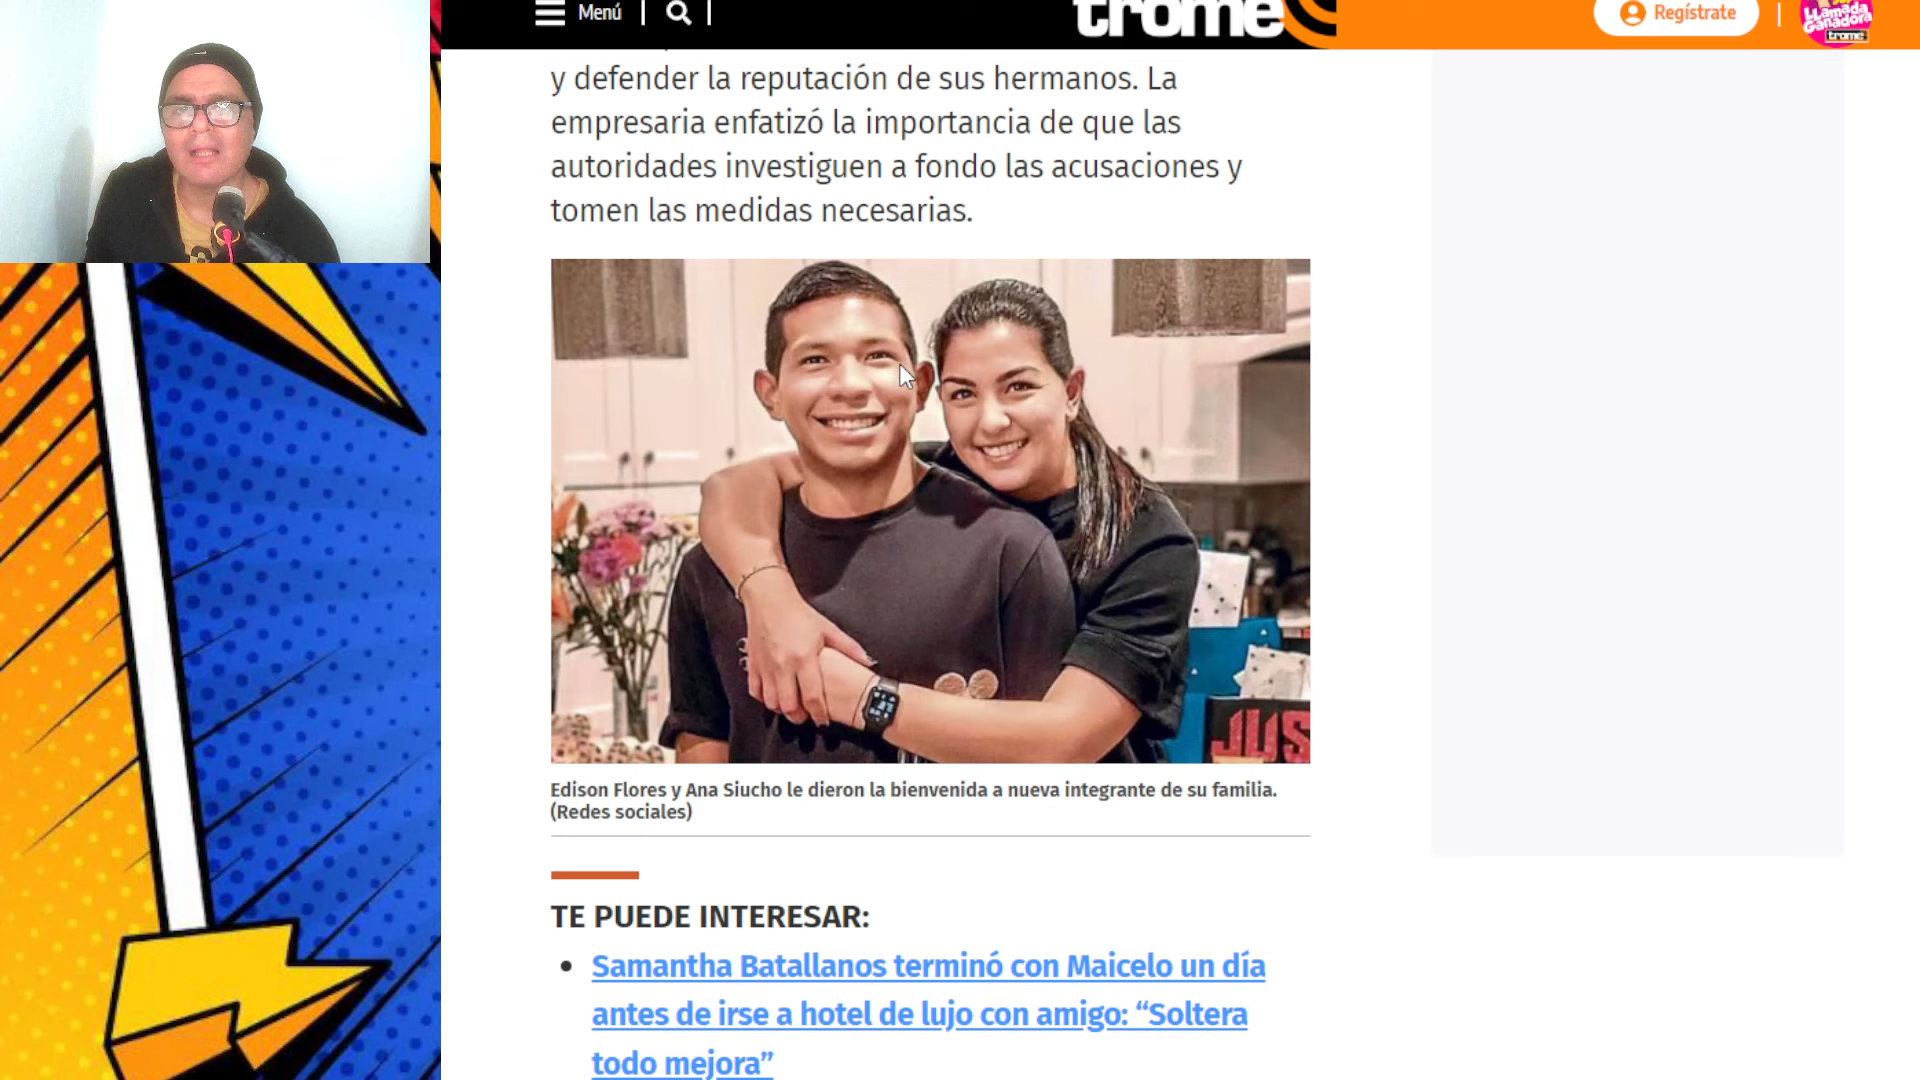 Menú
trome
Regístrate
LLamada
Ganadora
trome
y defender la reputación de sus hermanos. La
empresaria enfatizó la importancia de que las
autoridades investiguen a fondo las acusaciones y
tomen las medidas necesarias.
JUS
Edison Flores y Ana Siucho le dieron la bienvenida a nueva integrante de su familia.
(Redes sociales)
TE PUEDE INTERESAR:
Samantha Batallanos terminó con Maicelo un día
antes de irse a hotel de lujo con amigo: “Soltera
todo mejora”